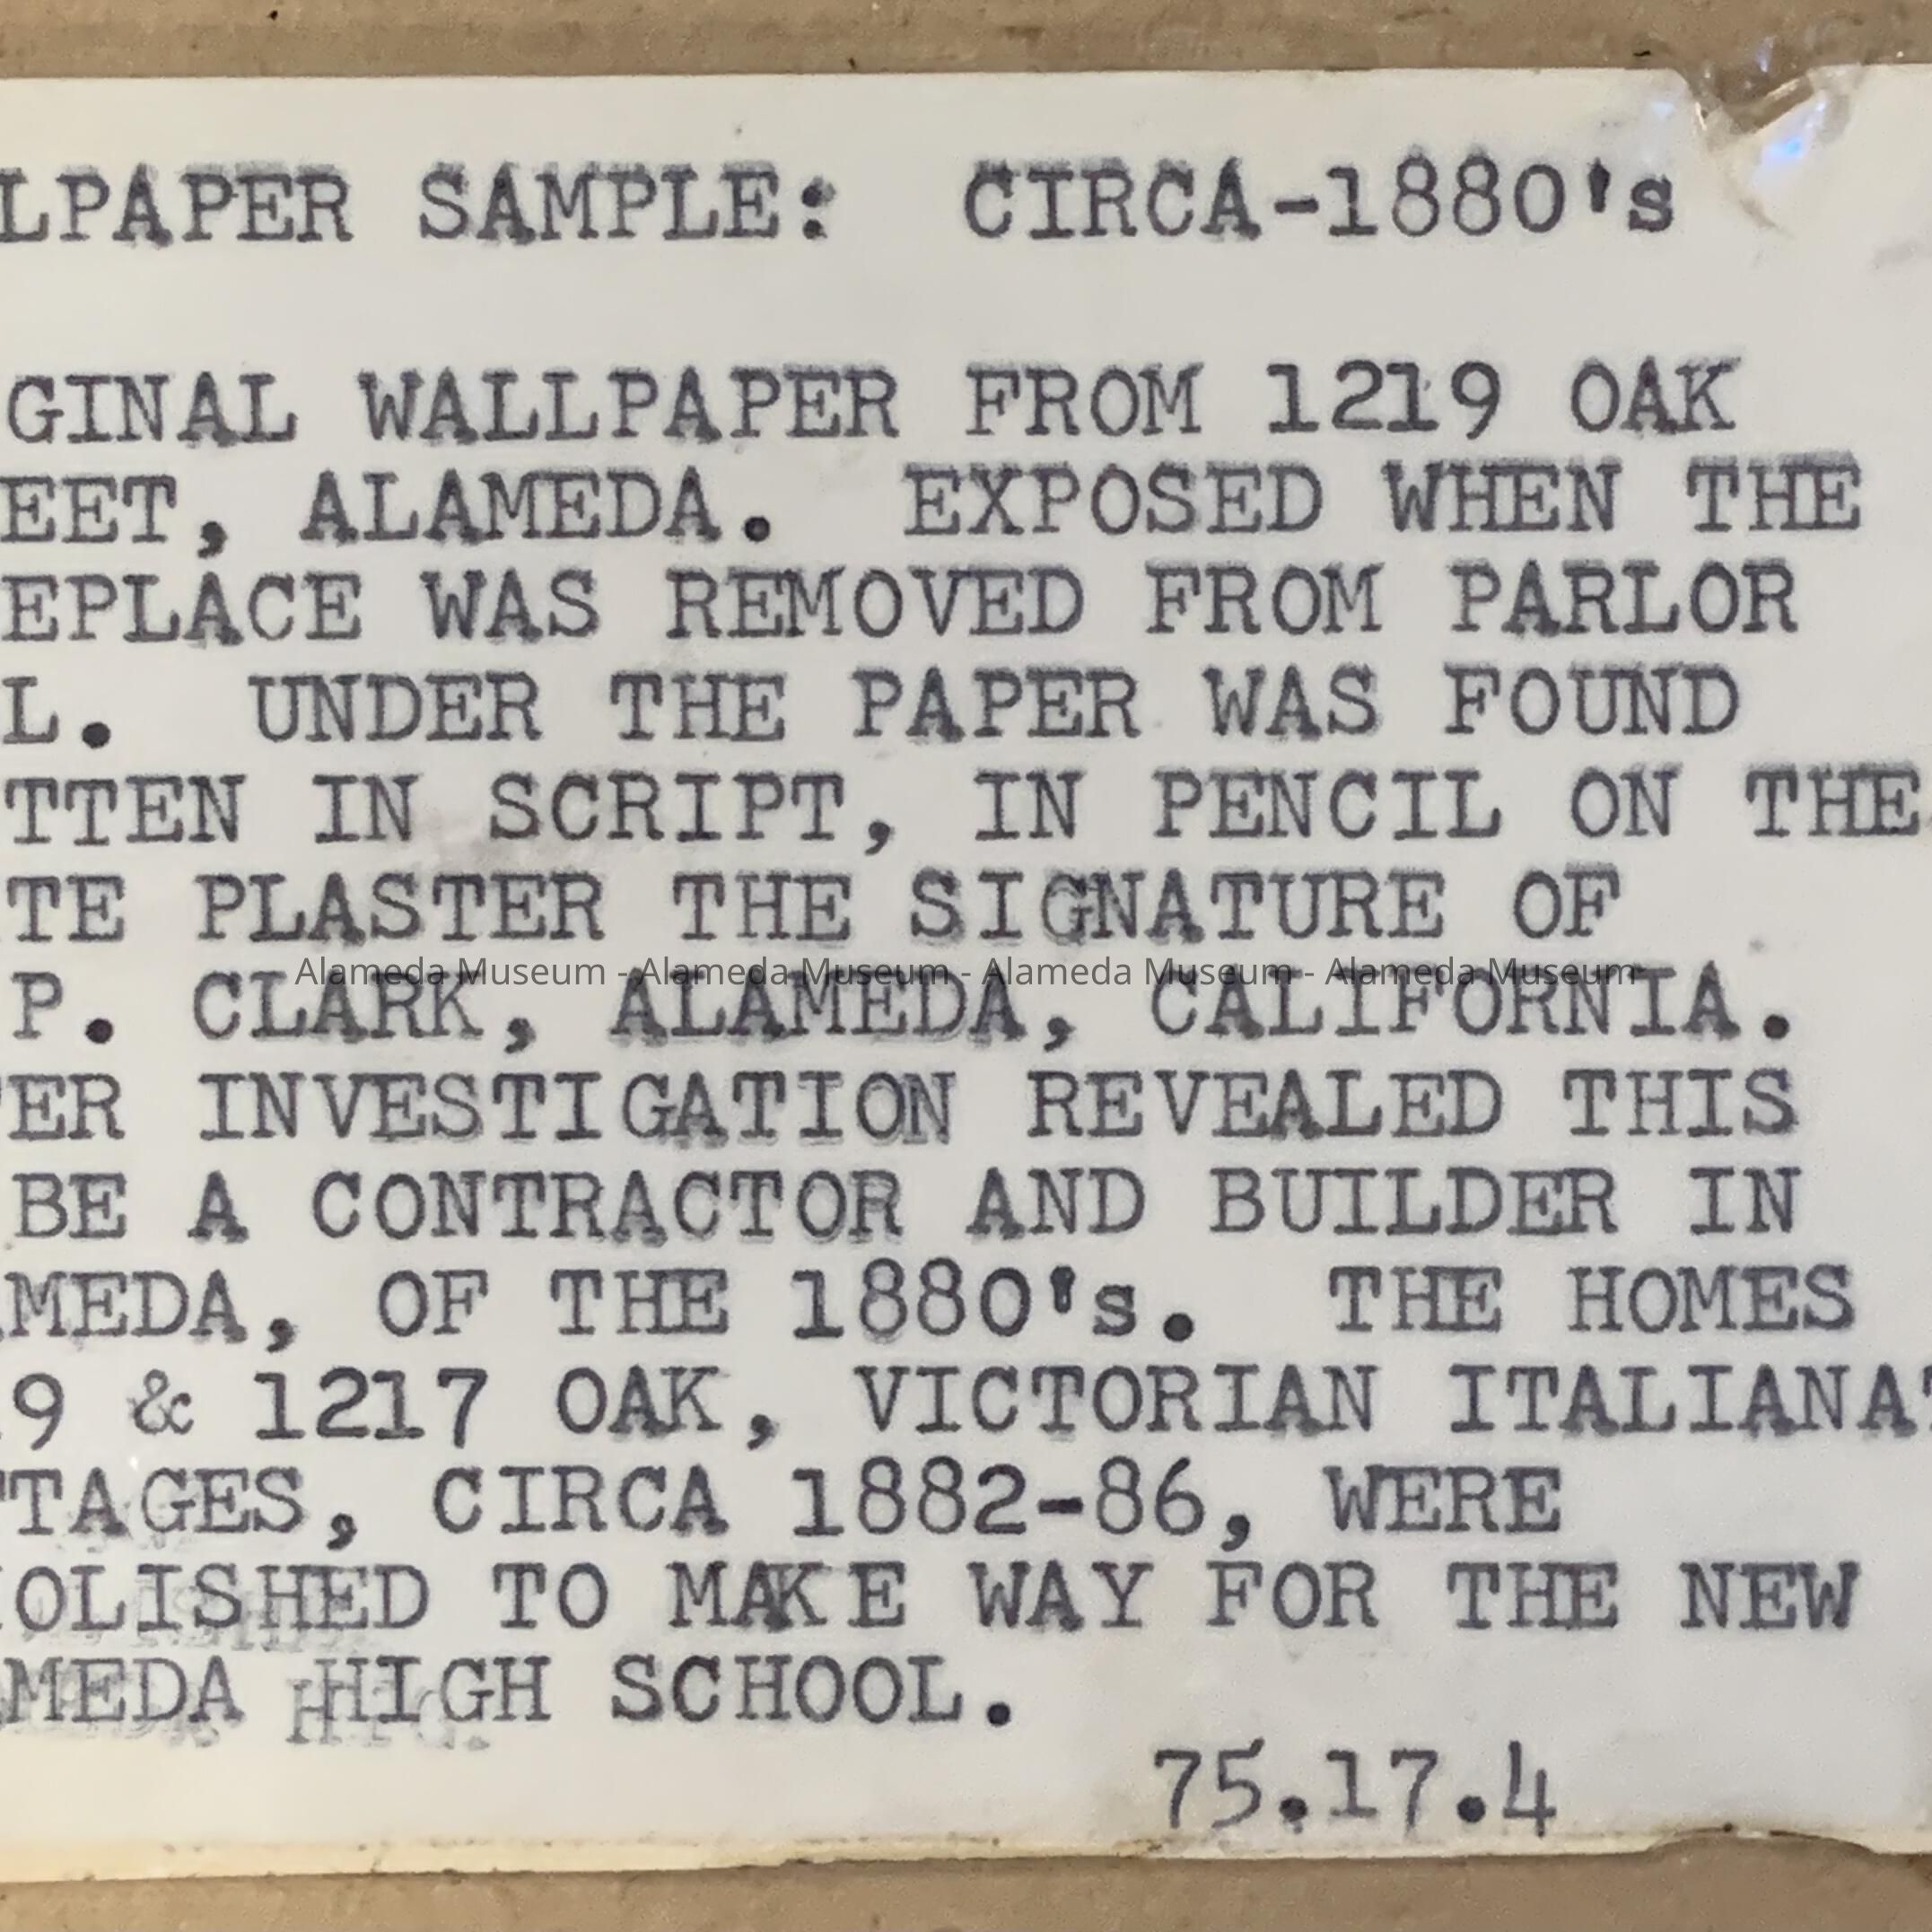 LPAPER SAMPLE: CIRCA-1880's
GINAL WALLPAPER FROM 1219 OAK
EET, ALAMEDA. EXPOSED WHEN THE
EPLACE WAS REMOVED FROM PARLOR
L. UNDER THE PAPER WAS FOUND
TTEN IN SCRIPT, IN PENCIL ON THE
TE PLASTER THE SIGNATURE OF
Alameda Museum - Alameda Museum - Alameda Museum - Alameda Museum
P. CLARK, ALAMEDA, CALIFORNIA.
ER INVESTIGATION REVEALED THIS
BE A CONTRACTOR AND BUILDER IN
MEDA, OF THE 1880's. THE HOMES
9 & 1217 OAK, VICTORIAN ITALIANAT
TAGES, CIRCA 1882-86, WERE
OLISHED TO MAKE WAY FOR THE NEW
MEDA HIGH SCHOOL.
75.17.4